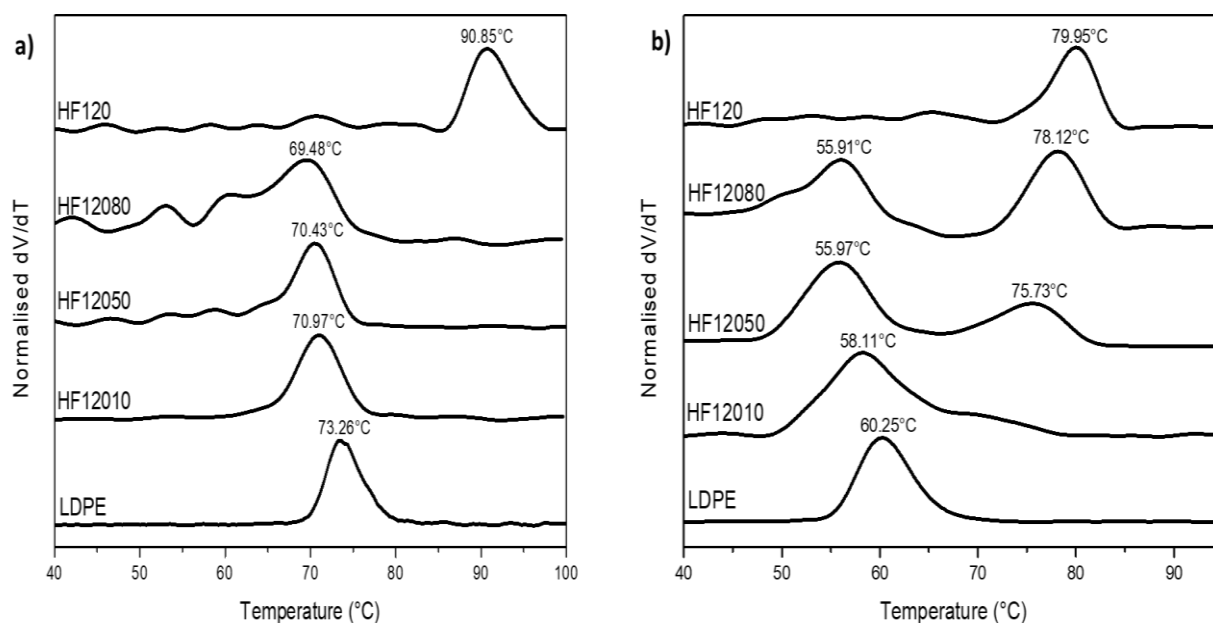 a)
90.85°C
HF120
69.48°C
HF12080
70.43°C
HF12050
70.97°C
HF12010
73.26°C
LDPE
Normalised dV/dT
40 50 60 70 80 90 100
Temperature (°C)
b)
79.95°C
HF120
55.91°C
78.12°C
HF12080
55.97°C
75.73°C
HF12050
58.11°C
HF12010
60.25°C
LDPE
Normalised dV/dT
40 50 60 70 80 90
Temperature (°C)